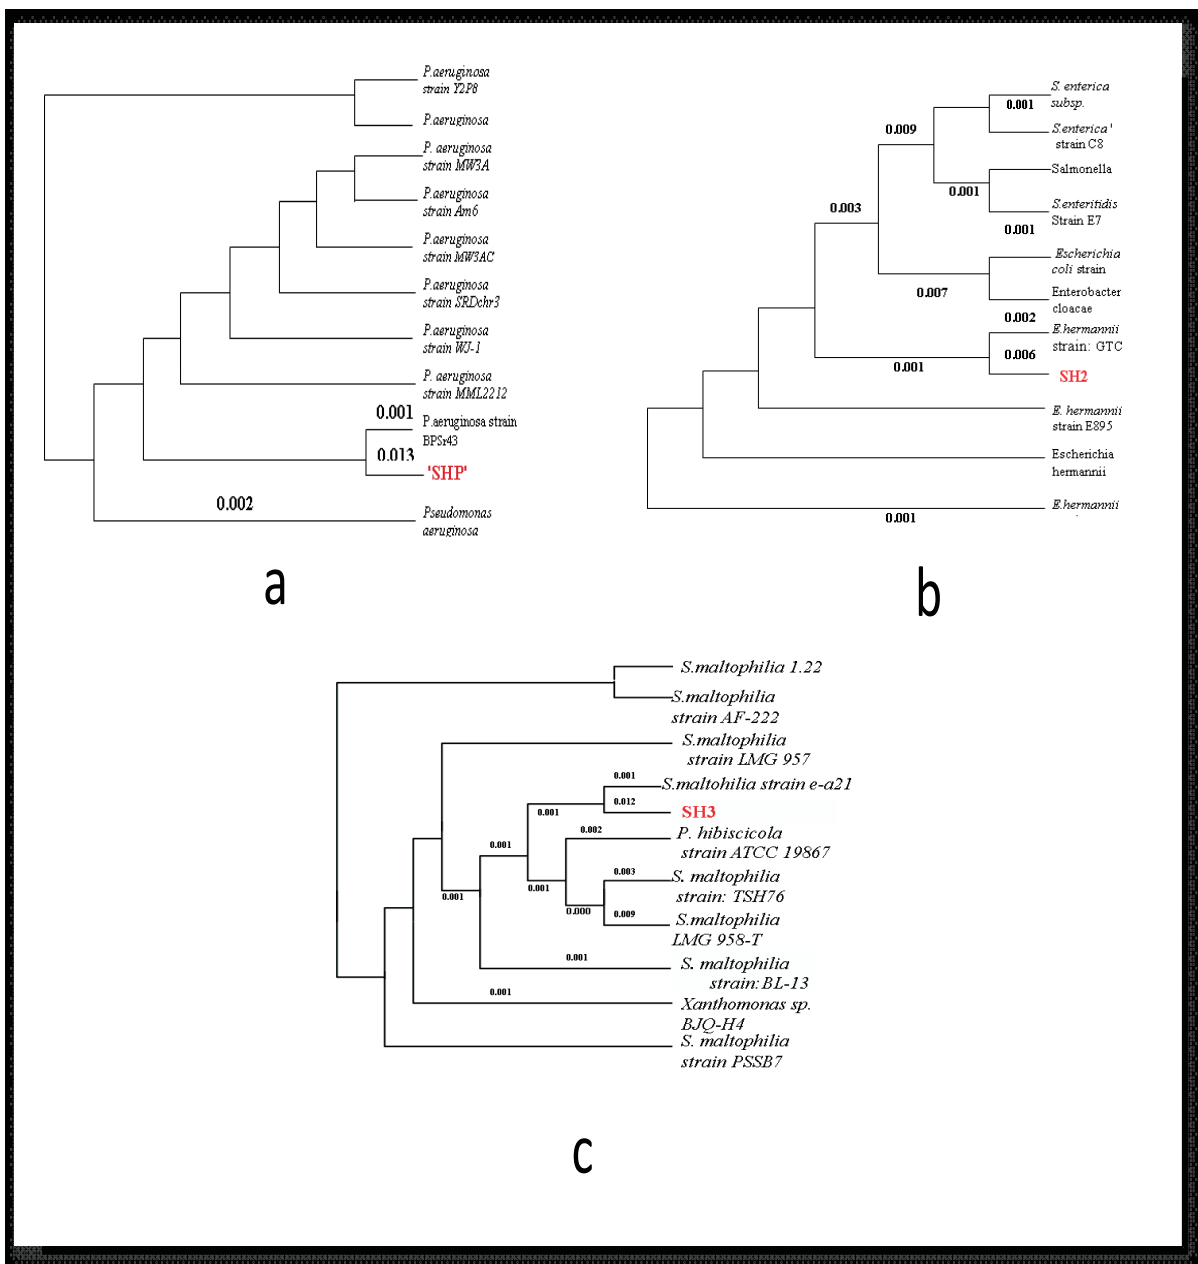 P.aeruginosa
strain Y2P8
P.aeruginosa
P. aeruginosa
strain MW3A
P.aeruginosa
strain Am6
P.aeruginosa
strain MW3AC
P.aeruginosa
strain SRDchr3
P.aeruginosa
strain WJ-1
P. aeruginosa
strain MML2212
0.001
P.aeruginosa strain
BPSr43
0.013
'SHP'
0.002
Pseudomonas
aeruginosa
a
S. enterica
subsp.
0.001
0.009
S.enterica '
strain C8
Salmonella
0.001
S.enteritidis
Strain E7
0.003
0.001
Escherichia
coli strain
0.007
Enterobacter
cloacae
0.002
E.hermannii
strain: GTC
0.006
0.001
SH2
E. hermannii
strain E895
Escherichia
hermannii
E.hermannii
0.001
b
S.maltophilia 1.22
S.maltophilia
strain AF-222
S.maltophilia
strain LMG 957
0.001
S.maltohilia strain e-a21
0.012
0.001
SH3
0.002
P. hibiscicola
strain ATCC 19867
0.001
0.003
S. maltophilia
strain: TSH76
0.001
0.001
0.000
0.009
S.maltophilia
LMG 958-T
0.001
S. maltophilia
strain:BL-13
0.001
Xanthomonas sp.
BJQ-H4
S. maltophilia
strain PSSB7
c